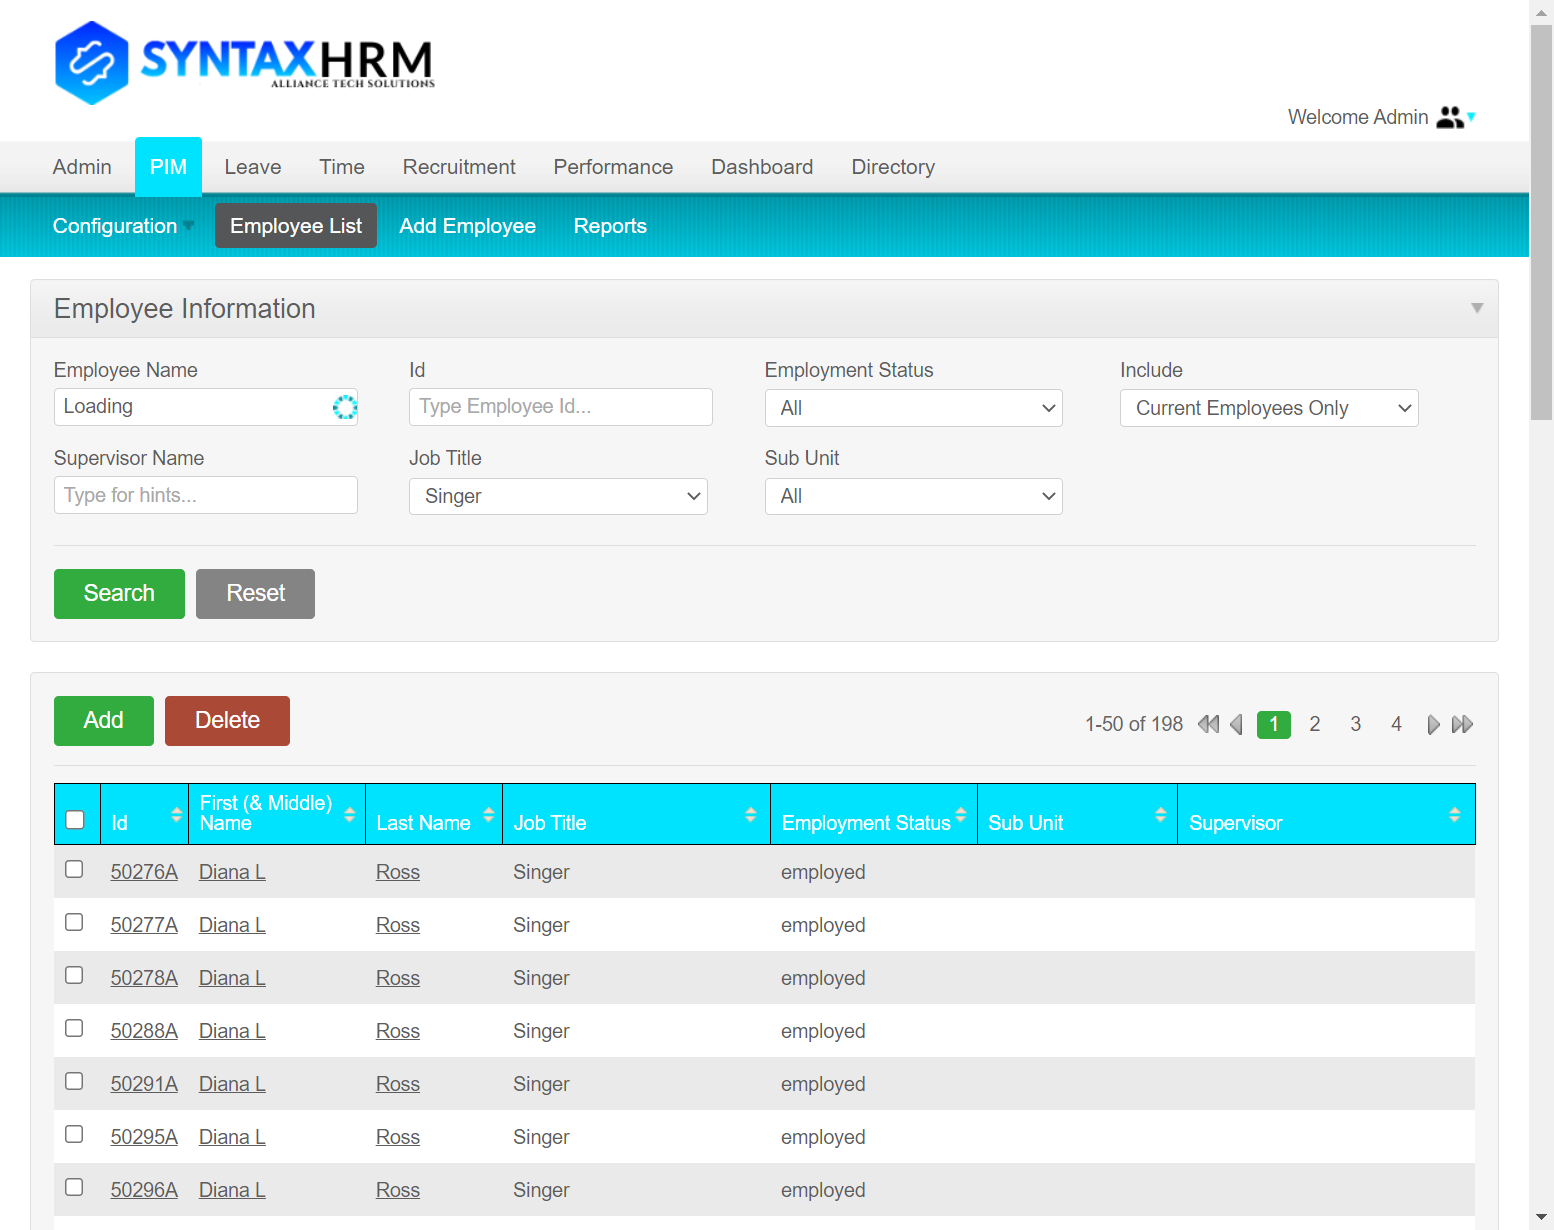 SYNTAXHRM
ALLIANCE TECH SOLUTIONS
Welcome Admin
Admin PIM Leave Time Recruitment Performance Dashboard Directory
Configuration Employee List Add Employee Reports
Employee Information
Employee Name Id Employment Status Include
Loading Type Employee Id... All Current Employees Only
Supervisor Name Job Title Sub Unit
Type for hints... Singer All
Search Reset
Add Delete 1-50 of 198 1 2 3 4
First (& Middle)
Id Name Last Name Job Title Employment Status Sub Unit Supervisor
50276A Diana L Ross Singer employed
50277A Diana L Ross Singer employed
50278A Diana L Ross Singer employed
50288A Diana L Ross Singer employed
50291A Diana L Ross Singer employed
50295A Diana L Ross Singer employed
50296A Diana L Ross Singer employed